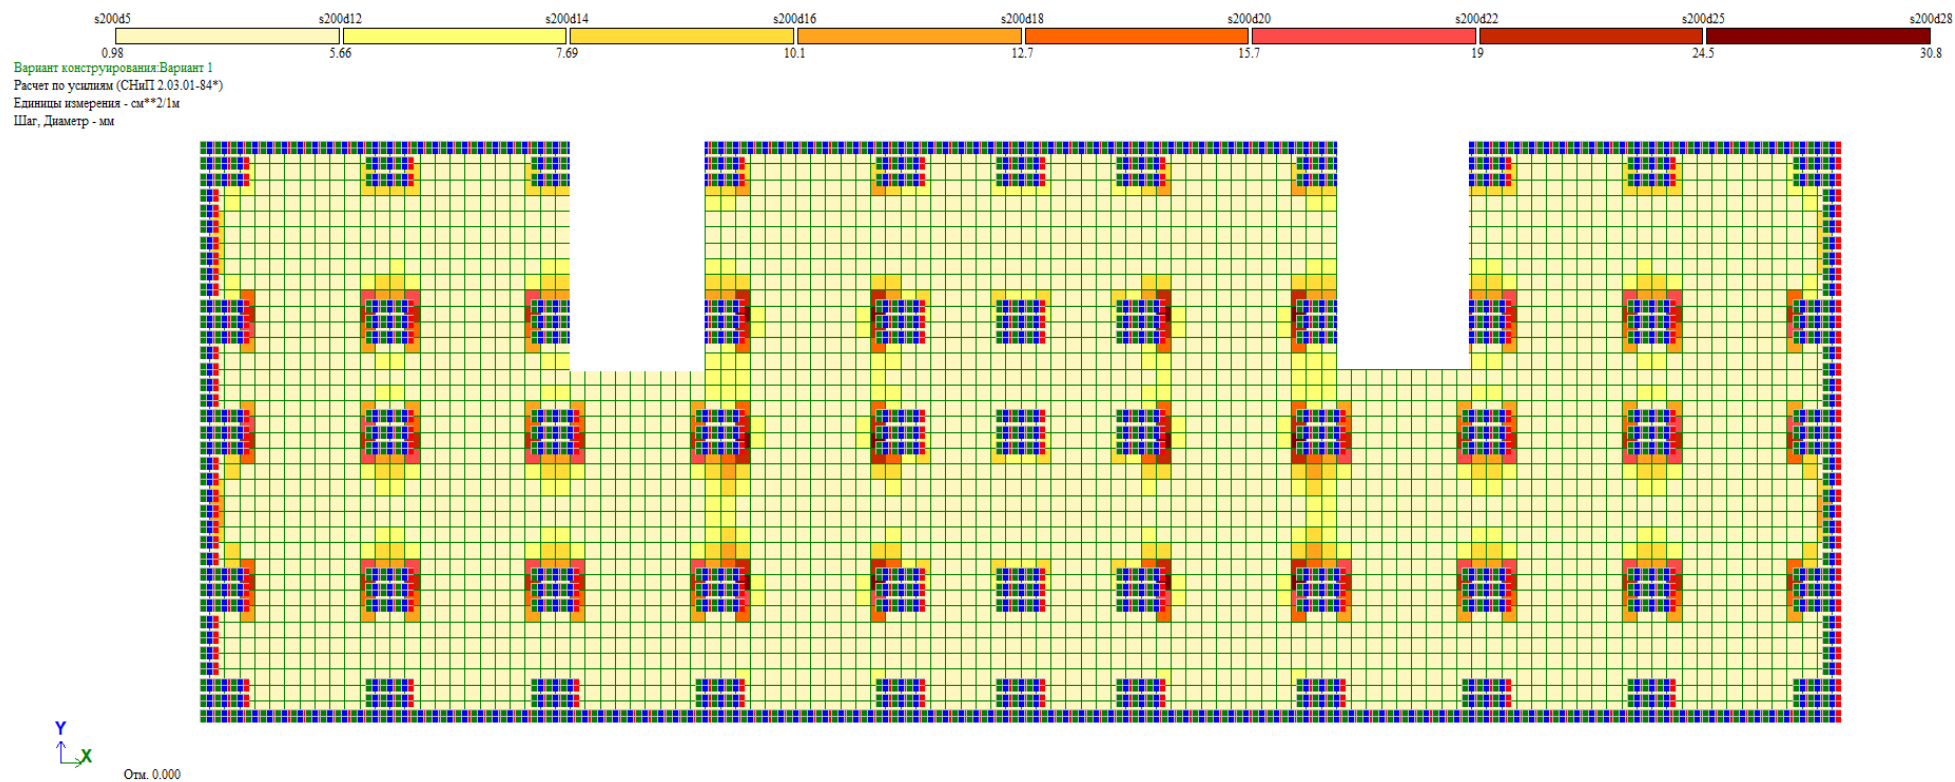 s200d5 s200d12 s200d14 s200d16 s200d18 s200d20 s200d22 s200d25 s200d28
0.98 5.66 7.69 10.1 12.7 15.7 19 24.5 30.8
Вариант конструирования:Вариант 1
Расчет по усилиям (СНиП 2.03.01-84*)
Единицы измерения - см**2/1м
Шаг, Диаметр - мм
Y
X
Отм. 0.000